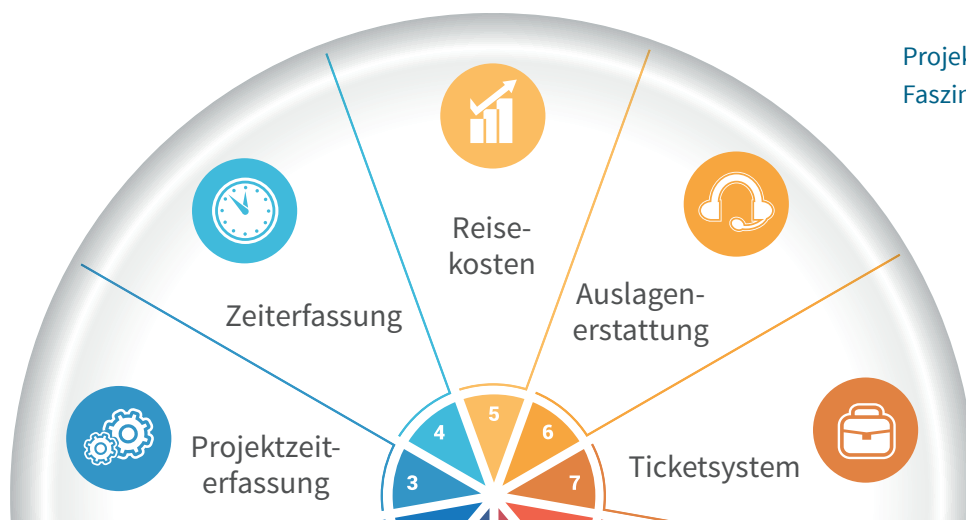 Reise-
kosten
Zeiterfassung
Auslagen-
erstattung
Projektzeit-
erfassung
Ticketsystem
3
4
5
6
7